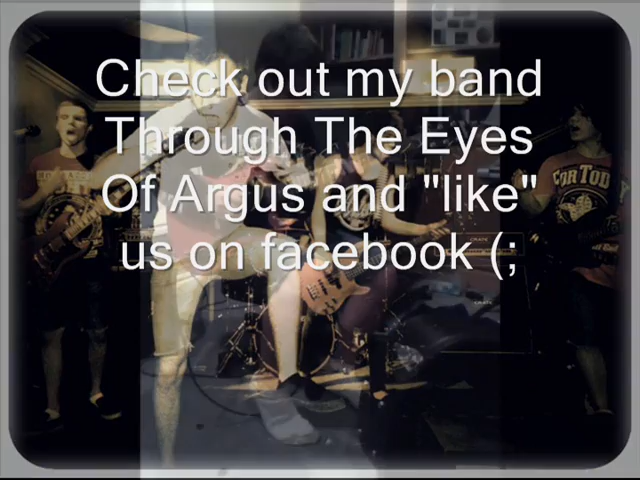 Check out my band
Through The Eyes
Of Argus and "like"
us on facebook (;